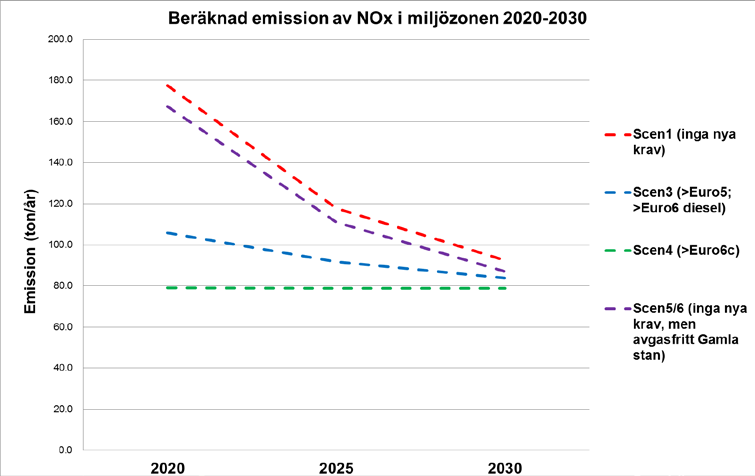 Beräknad emission av NOx i miljözonen 2020-2030
200.0
180.0
160.0
140.0
120.0
100.0
80.0
60.0
40.0
20.0
0.0
Emission (ton/år)
2020
2025
2030
Scen1 (inga nya
krav)
Scen3 (>Euro5;
>Euro6 diesel)
Scen4 (>Euro6c)
Scen5/6 (inga nya
krav, men
avgasfritt Gamla
stan)